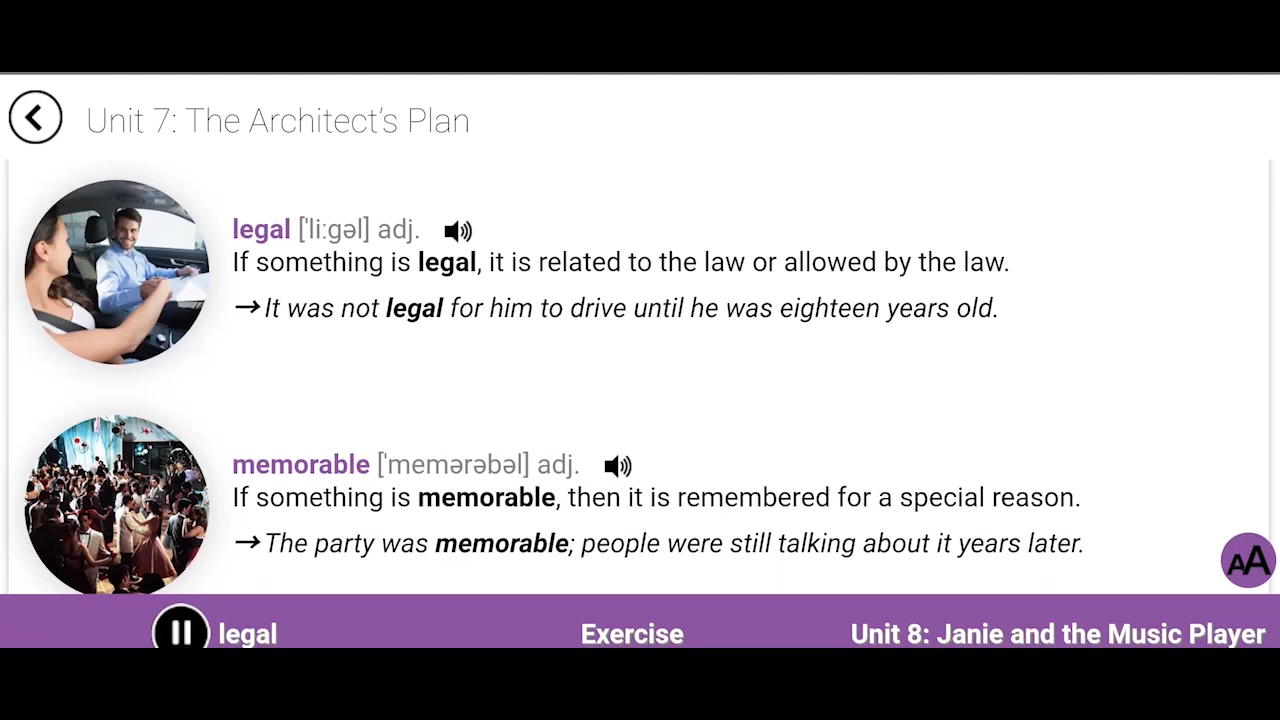 Unit 7: The Architect's Plan
legal [ˈliːgəl] adj.
If something is legal, it is related to the law or allowed by the law.
→ It was not legal for him to drive until he was eighteen years old.
memorable [ˈmemərəbəl] adj.
If something is memorable, then it is remembered for a special reason.
→ The party was memorable; people were still talking about it years later.
AA
legal Exercise Unit 8: Janie and the Music Player